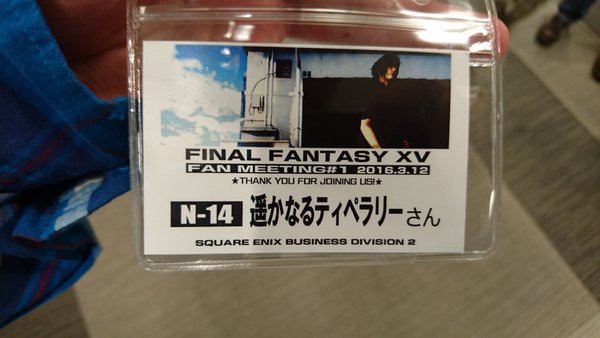 FINAL FANTASY XV
FAN MEETING#1 2016.3.12
★THANK YOU FOR JOINING US!★
N-14 遥かなるティペラリーさん
SQUARE ENIX BUSINESS DIVISION 2